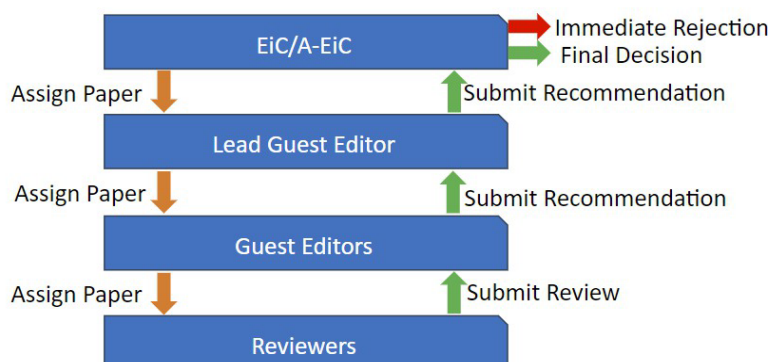 EiC/A-EiC
Immediate Rejection
Final Decision
Assign Paper
Submit Recommendation
Lead Guest Editor
Assign Paper
Submit Recommendation
Guest Editors
Assign Paper
Submit Review
Reviewers